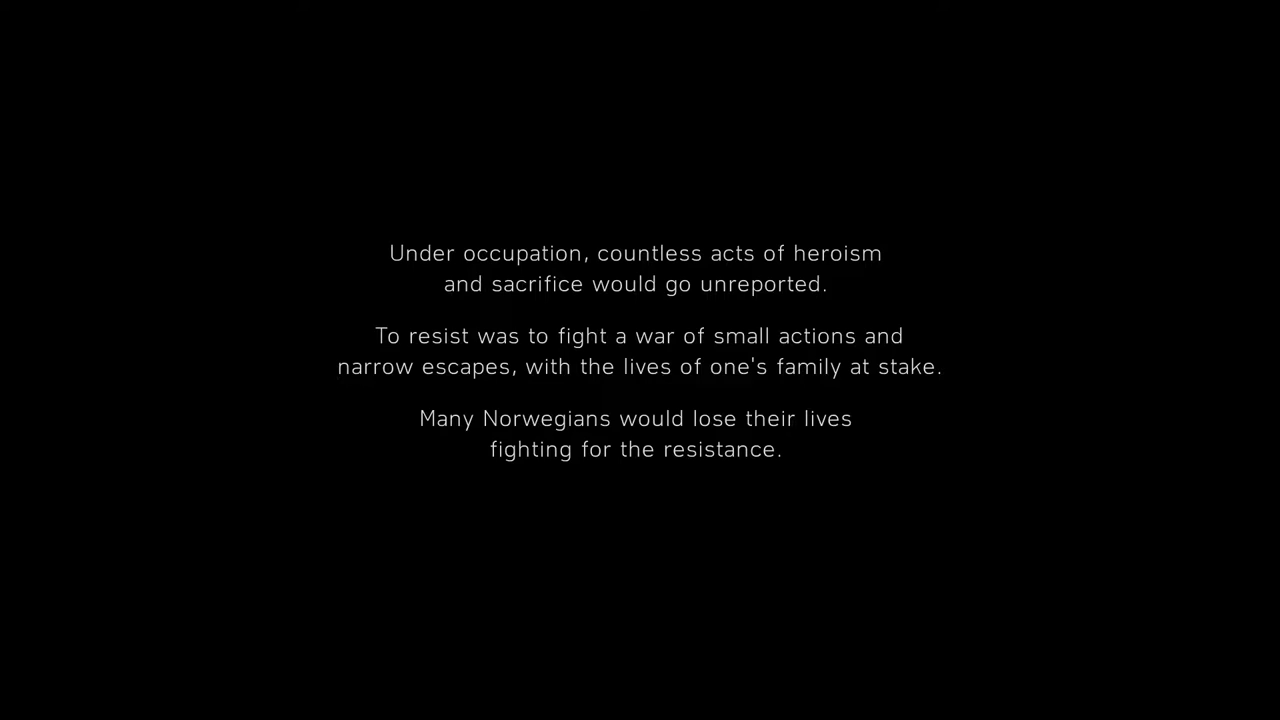 Under occupation, countless acts of heroism
and sacrifice would go unreported.
To resist was to fight a war of small actions and
narrow escapes, with the lives of one's family at stake.
Many Norwegians would lose their lives
fighting for the resistance.